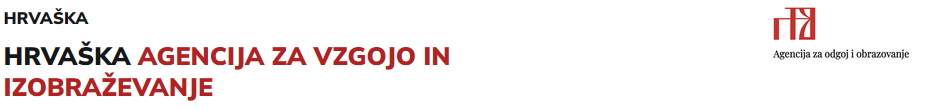 HRVAŠKA
HRVAŠKA AGENCIJA ZA VZGOJO IN
IZOBRAŽEVANJE
Agencija za odgoj i obrazovanje